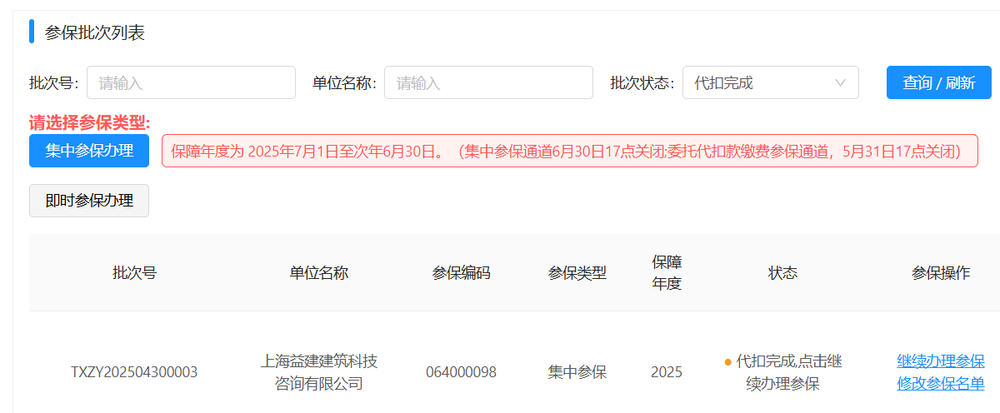 参保批次列表
批次号： 请输入 单位名称： 请输入 批次状态： 代扣完成 查询 / 刷新
请选择参保类型:
集中参保办理 保障年度为 2025年7月1日至次年6月30日。（集中参保通道6月30日17点关闭;委托代扣款缴费参保通道，5月31日17点关闭）
即时参保办理
批次号 单位名称 参保编码 参保类型 保障年度 状态 参保操作
TXZY202504300003 上海益建建筑科技咨询有限公司 064000098 集中参保 2025 代扣完成,点击继续办理参保 继续办理参保
修改参保名单